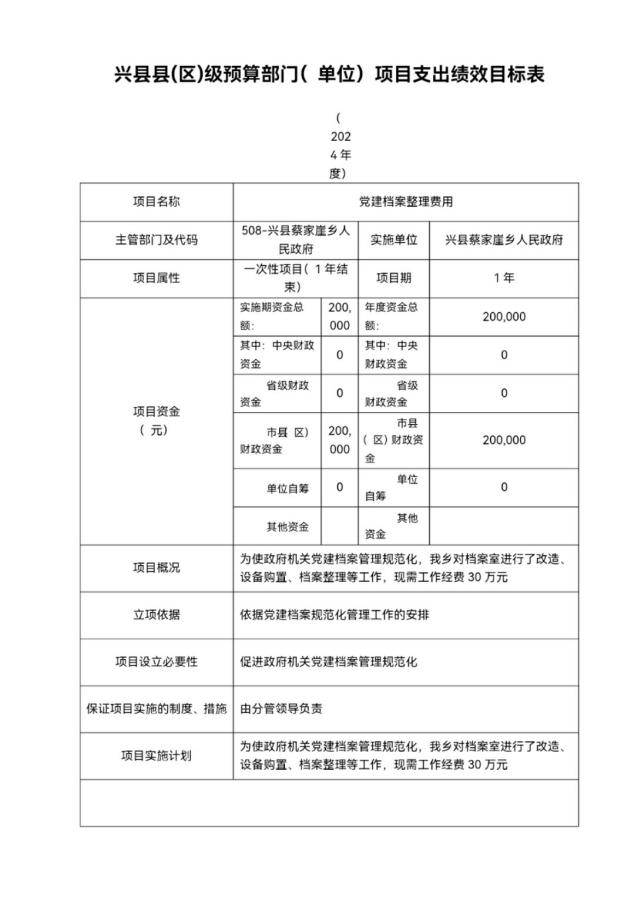 兴县县(区)级预算部门( 单位) 项目支出绩效目标表
(
202
4 年
度)
项目名称
党建档案整理费用
主管部门及代码
508-兴县蔡家崖乡人
民政府
实施单位
兴县蔡家崖乡人民政府
项目属性
一次性项目( 1 年结
束)
项目期
1 年
项目资金
( 元)
实施期资金总
额:
200,
000
年度资金总
额:
200,000
其中: 中央财政
资金
0
其中: 中央
财政资金
0
省级财政
资金
0
省级
财政资金
0
市县 区)
财政资金
200,
000
市县
( 区) 财政资
金
200,000
单位自筹
0
单位
自筹
0
其他资金
其他
资金
项目概况
为使政府机关党建档案管理规范化，我乡对档案室进行了改造、
设备购置、档案整理等工作，现需工作经费 30 万元
立项依据
依据党建档案规范化管理工作的安排
项目设立必要性
促进政府机关党建档案管理规范化
保证项目实施的制度、措施
由分管领导负责
项目实施计划
为使政府机关党建档案管理规范化，我乡对档案室进行了改造、
设备购置、档案整理等工作，现需工作经费 30 万元